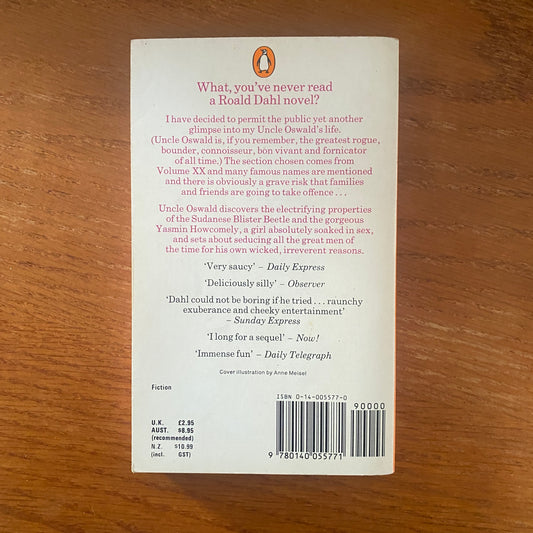 What, you've never read
a Roald Dahl novel?
I have decided to permit the public yet another
glimpse into my Uncle Oswald's life.
(Uncle Oswald is, if you remember, the greatest rogue,
bounder, connoisseur, bon vivant and fornicator
of all time.) The section chosen comes from
Volume XX and many famous names are mentioned
and there is obviously a grave risk that families
and friends are going to take offence . . .
Uncle Oswald discovers the electrifying properties
of the Sudanese Blister Beetle and the gorgeous
Yasmin Howcomely, a girl absolutely soaked in sex,
and sets about seducing all the great men of
the time for his own wicked, irreverent reasons.
'Very saucy' – Daily Express
'Deliciously silly' – Observer
'Dahl could not be boring if he tried . . . raunchy
exuberance and cheeky entertainment'
– Sunday Express
'I long for a sequel' – Now!
'Immense fun' – Daily Telegraph
Cover illustration by Anne Meisel
Fiction
U.K. £2.95
AUST. $8.95
(recommended)
N.Z. $10.99
(incl. GST)
ISBN 0-14-005577-0
90000
9 780140 055771